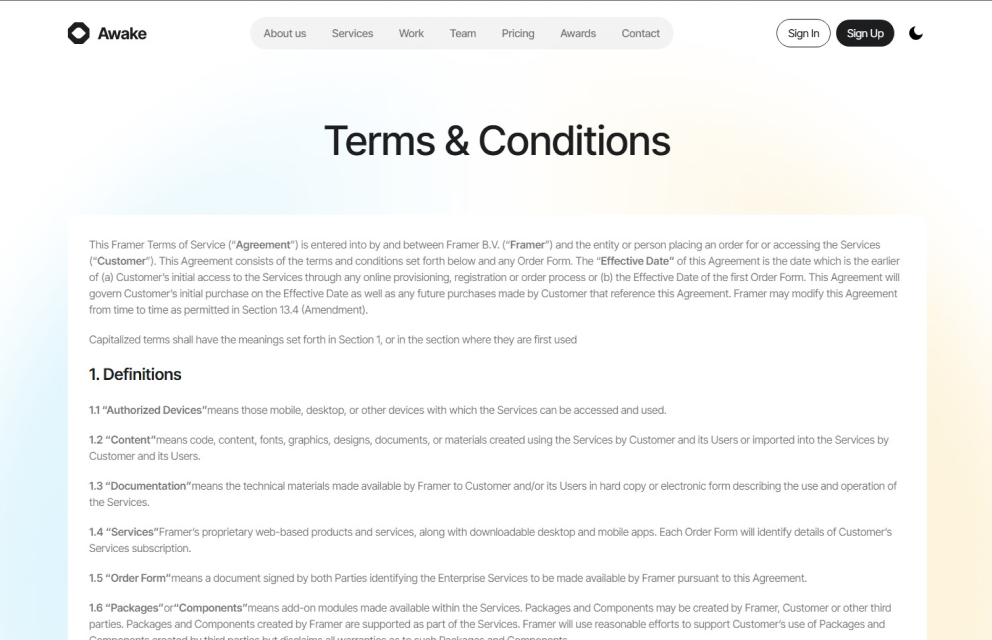 Awake
About us
Services
Work
Team
Pricing
Awards
Contact
Sign In
Sign Up
Terms & Conditions
This Framer Terms of Service (“Agreement”) is entered into by and between Framer B.V. (“Framer”) and the entity or person placing an order for or accessing the Services
(“Customer”). This Agreement consists of the terms and conditions set forth below and any Order Form. The “Effective Date” of this Agreement is the date which is the earlier
of (a) Customer’s initial access to the Services through any online provisioning, registration or order process or (b) the Effective Date of the first Order Form. This Agreement will
govern Customer’s initial purchase on the Effective Date as well as any future purchases made by Customer that reference this Agreement. Framer may modify this Agreement
from time to time as permitted in Section 13.4 (Amendment).
Capitalized terms shall have the meanings set forth in Section 1, or in the section where they are first used
1. Definitions
1.1 “Authorized Devices”means those mobile, desktop, or other devices with which the Services can be accessed and used.
1.2 “Content”means code, content, fonts, graphics, designs, documents, or materials created using the Services by Customer and its Users or imported into the Services by
Customer and its Users.
1.3 “Documentation”means the technical materials made available by Framer to Customer and/or its Users in hard copy or electronic form describing the use and operation of
the Services.
1.4 “Services”Framer’s proprietary web-based products and services, along with downloadable desktop and mobile apps. Each Order Form will identify details of Customer’s
Services subscription.
1.5 “Order Form”means a document signed by both Parties identifying the Enterprise Services to be made available by Framer pursuant to this Agreement.
1.6 “Packages”or“Components”means add-on modules made available within the Services. Packages and Components may be created by Framer, Customer or other third
parties. Packages and Components created by Framer are supported as part of the Services. Framer will use reasonable efforts to support Customer’s use of Packages and
Components created by third parties but disclaims all warranties as to such Packages and Components.